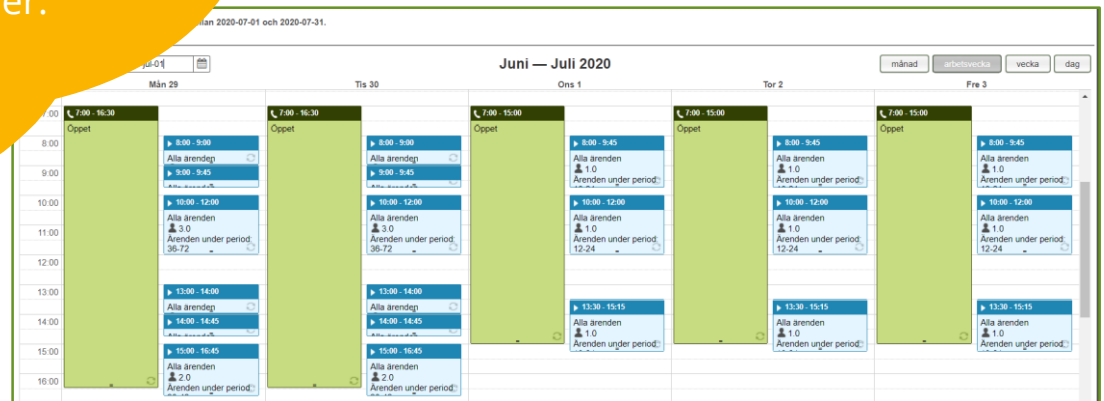 er.
lan 2020-07-01 och 2020-07-31.
jul-01
Juni — Juli 2020
månad arbetsvecka vecka dag
Mån 29 Tis 30 Ons 1 Tor 2 Fre 3
7:00 - 16:30
Öppet
8:00 - 9:00
Alla ärenden
9:00 - 9:45
10:00 - 12:00
Alla ärenden
3.0
Ärenden under period:
36-72
13:00 - 14:00
Alla ärenden
14:00 - 14:45
15:00 - 16:45
Alla ärenden
2.0
Ärenden under period:
7:00 - 16:30
Öppet
8:00 - 9:00
Alla ärenden
9:00 - 9:45
10:00 - 12:00
Alla ärenden
3.0
Ärenden under period:
36-72
13:00 - 14:00
Alla ärenden
14:00 - 14:45
15:00 - 16:45
Alla ärenden
2.0
Ärenden under period:
7:00 - 15:00
Öppet
8:00 - 9:45
Alla ärenden
1.0
Ärenden under period:
10:00 - 12:00
Alla ärenden
1.0
Ärenden under period:
12-24
13:30 - 15:15
Alla ärenden
1.0
Ärenden under period:
7:00 - 15:00
Öppet
8:00 - 9:45
Alla ärenden
1.0
Ärenden under period:
10:00 - 12:00
Alla ärenden
1.0
Ärenden under period:
12-24
13:30 - 15:15
Alla ärenden
1.0
Ärenden under period:
7:00 - 15:00
Öppet
8:00 - 9:45
Alla ärenden
1.0
Ärenden under period:
10:00 - 12:00
Alla ärenden
1.0
Ärenden under period:
12-24
13:30 - 15:15
Alla ärenden
1.0
Ärenden under period:
7:00
8:00
9:00
10:00
11:00
12:00
13:00
14:00
15:00
16:00